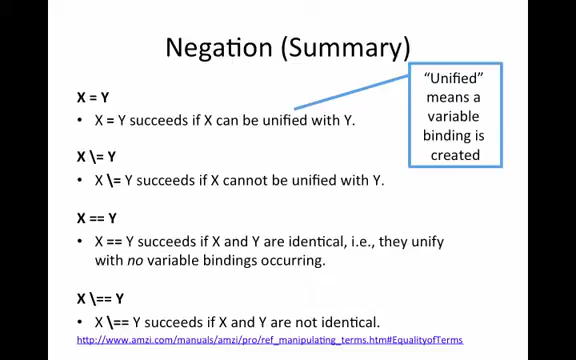 Negation (Summary)
"Unified"
means a
variable
binding is
created
X = Y
• X = Y succeeds if X can be unified with Y.
X \= Y
• X \= Y succeeds if X cannot be unified with Y.
X == Y
• X == Y succeeds if X and Y are identical, i.e., they unify
with no variable bindings occurring.
X \== Y
• X \== Y succeeds if X and Y are not identical.
http://www.amzi.com/manuals/amzi/pro/ref_manipulating_terms.htm#EqualityofTerms